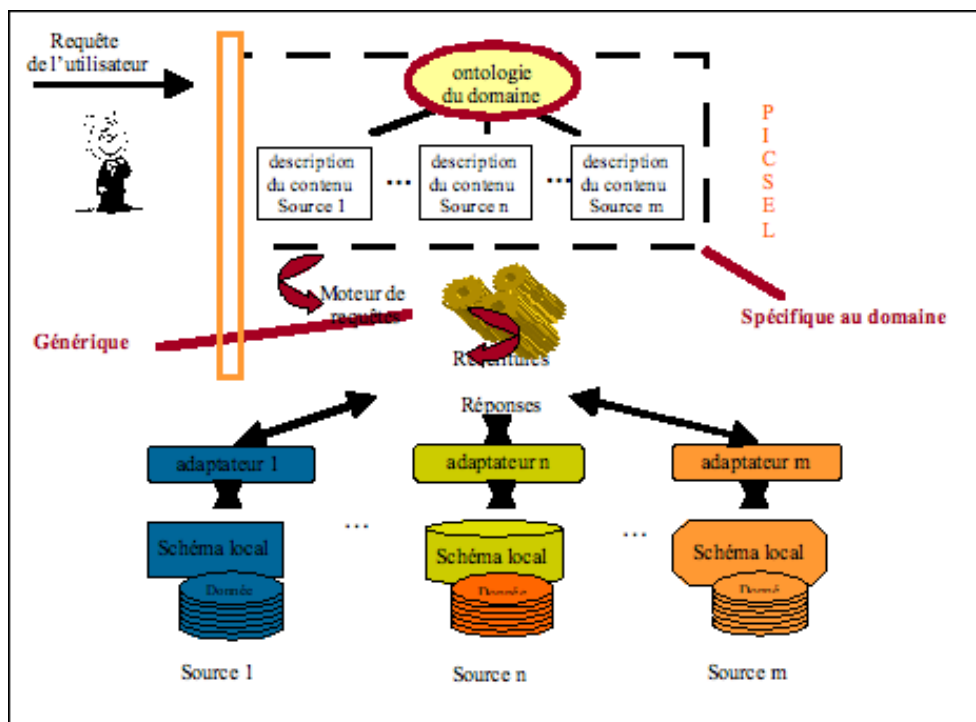 Requête
de l'utilisateur
ontologie
du domaine
PICSEL
description
du contenu
Source 1
...
description
du contenu
Source n
...
description
du contenu
Source m
Moteur de
requêtes
Générique
Spécifique au domaine
Réponses
adaptateur 1
adaptateur n
adaptateur m
...
...
Schéma local
Schéma local
Schéma local
Source 1
Source n
Source m